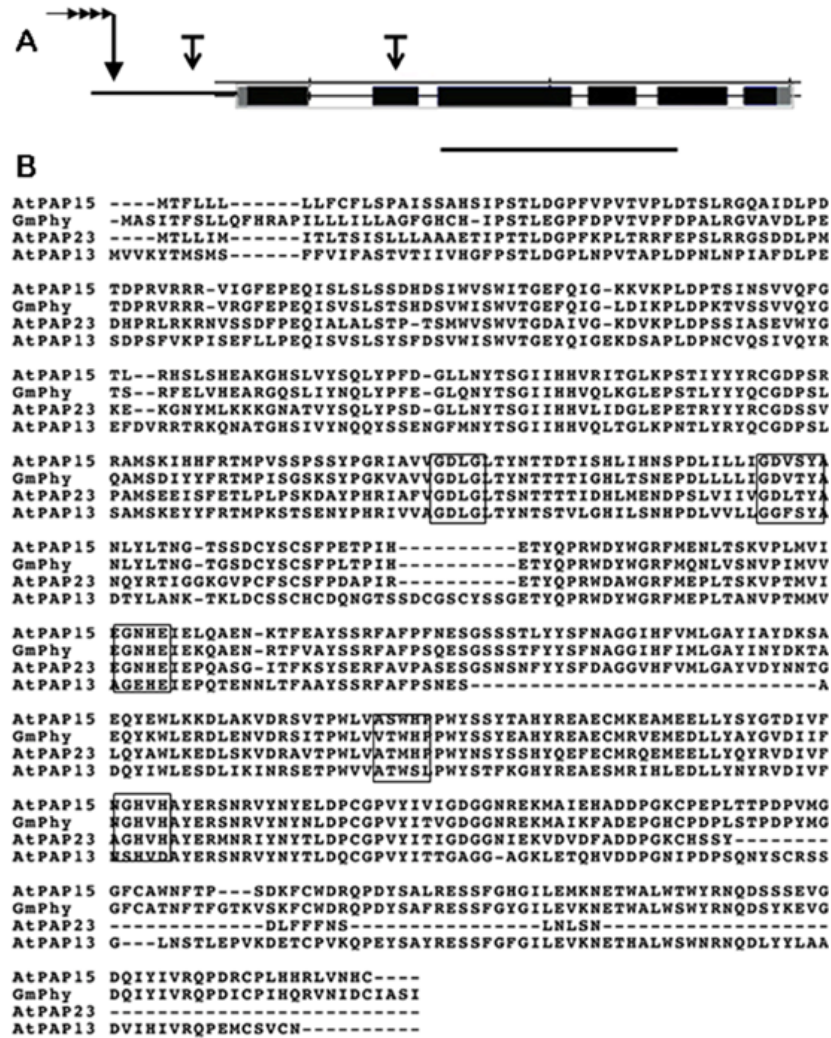 A
B
AtPAP15 ----MTFLLL------LLFCFLSPAISSAHSIPSTLDGPFVPVTVPLDTSLRGQAIDLPD
GmPhy -MASITFSLLQFHRAPILLLILLAGFGHCH-IPSTLEGPFDPVTVPFDPALRGVAVDLPE
AtPAP23 ----MTLLIM------ITLTSISLLLAAAETIPTTLDGPFKPLTRRFEPSLRRGSDDLPM
AtPAP13 MVVKYTMSMS------FFVIFASTVTIIVHGFPSTLDGPLNPVTAPLDPNLNPIAFDLPE
AtPAP15 TDPRVRRR-VIGFEPEQISLSLSSDHDSIWVSWITGEFQIG-KKVKPLDPTSINSVVQFG
GmPhy TDPRVRRR-VRGFEPEQISVSLSTSHDSVWISWVTGEFQIG-LDIKPLDPKTVSSVVQYG
AtPAP23 DHPRLRKRNVSSDFPEQIALALSTP-TSMWVSWVTGDAIVG-KDVKPLDPSSIASEVWYG
AtPAP13 SDPSFVKPISEFLLPEQISVSLSYSFDSVWISWVTGEYQIGEKDSAPLDPNCVQSIVQYR
AtPAP15 TL--RHSLSHEAKGHSLVYSQLYPFD-GLLNYTSGIIHHVRITGLKPSTIYYYRCGDPSR
GmPhy TS--RFELVHEARGQSLIYNQLYPFE-GLQNYTSGIIHHVQLKGLEPSTLYYYQCGDPSL
AtPAP23 KE--KGNYMLKKKGNATVYSQLYPSD-GLLNYTSGIIHHVLIDGLEPETRYYYRCGDSSV
AtPAP13 EFDVRRTRKQNATGHSIVYNQQYSSENGFMNYTSGIIHHVQLTGLKPNTLYRYQCGDPSL
AtPAP15 RAMSKIHHFRTMPVSSPSSYPGRIAVVGDLGLTYNTTDTISHLIHNSPDLILLIGDVSYA
GmPhy QAMSDIYYFRTMPISGSKSYPGKVAVVGDLGLTYNTTTTIGHLTSNEPDLLLLIGDVTYA
AtPAP23 PAMSEEISFETLPLPSKDAYPHRIAFVGDLGLTSNTTTTIDHLMENDPSLVIIVGDLTYA
AtPAP13 SAMSKEYYFRTMPKSTSENYPHRIVVAGDLGLTYNTSTVLGHILSNHPDLVVLLGGFSYA
AtPAP15 NLYLTNG-TSSDCYSCSFPETPIH----------ETYQPRWDYWGRFMENLTSKVPLMVI
GmPhy NLYLTNG-TGSDCYSCSFPLTPIH----------ETYQPRWDYWGRFMQNLVSNVPIMVV
AtPAP23 NQYRTIGGKGVPCFSCSFPDAPIR----------ETYQPRWDAWGRFMEPLTSKVPTMVI
AtPAP13 DTYLANK-TKLDCSSCHCDQNGTSSDCGSCYSSGETYQPRWDYWGRFMEPLTANVPTMMV
AtPAP15 EGNHEIELQAEN-KTFEAYSSRFAFPFNESGSSSTLYYSFNAGGIHFVMLGAYIAYDKSA
GmPhy EGNHEIEKQAEN-RTFVAYSSRFAFPSQESGSSSTFYYSFNAGGIHFIMLGAYINYDKTA
AtPAP23 EGNHEIEPQASG-ITFKSYSERFAVPASESGSNSNFYYSFDAGGVHFVMLGAYVDYNNTG
AtPAP13 AGEHEIEPQTENNLTFAAYSSRFAFPSNES------------------------------A
AtPAP15 EQYEWLKKDLAKVDRSVTPWLVASWHPPWYSSYTAHYREAECMKEAMEELLYSYGTDIVF
GmPhy EQYKWLERDLENVDRSITPWLVVTWHPPWYSSYEAHYREAECMRVEMEDLLYAYGVDIIF
AtPAP23 LQYAWLKEDLSKVDRAVTPWLVATMHPPWYNSYSSHYQEFECMRQEMEELLYQYRVDIVF
AtPAP13 DQYIWLESDLIKINRSETPWVVATWSLPWYSTFKGHYREAESMRIHLEDLLYNYRVDIVF
AtPAP15 NGHVHAYERSNRVYNYELDPCGPVYIVIGDGGNREKMAIEHADDPGKCPEPLTTPDPVMG
GmPhy NGHVHAYERSNRVYNYNLDPCGPVYITVGDGGNREKMAIKFADEPGHCPDPLSTPDPYMG
AtPAP23 AGHVHAYERMNRIYNYTLDPCGPVYITIGDGGNIEKVDVDFADDPGKCHSSY--------
AtPAP13 NSHVDAYERSNRVYNYTLDQCGPVYITTGAGG-AGKLETQHVDDPGNIPDPSQNYSCRSS
AtPAP15 GFCAWNFTP---SDKFCWDRQPDYSALRESSFGHGILEMKNETWALWTWYRNQDSSSEVG
GmPhy GFCATNFTFGTKVSKFCWDRQPDYSAFRESSFGYGILEVKNETWALWSWYRNQDSYKEVG
AtPAP23 -------------DLFFFNS-----------------LNLSN------------------
AtPAP13 G---LNSTLEPVKDETCPVKQPEYSAYRESSFGFGILEVKNETHALWSWNRNQDLYYLAA
AtPAP15 DQIYIVRQPDRCPLHHRLVNHC----
GmPhy DQIYIVRQPDICPIHQRVNIDCIASI
AtPAP23 --------------------------
AtPAP13 DVIHIVRQPEMCSVCN----------